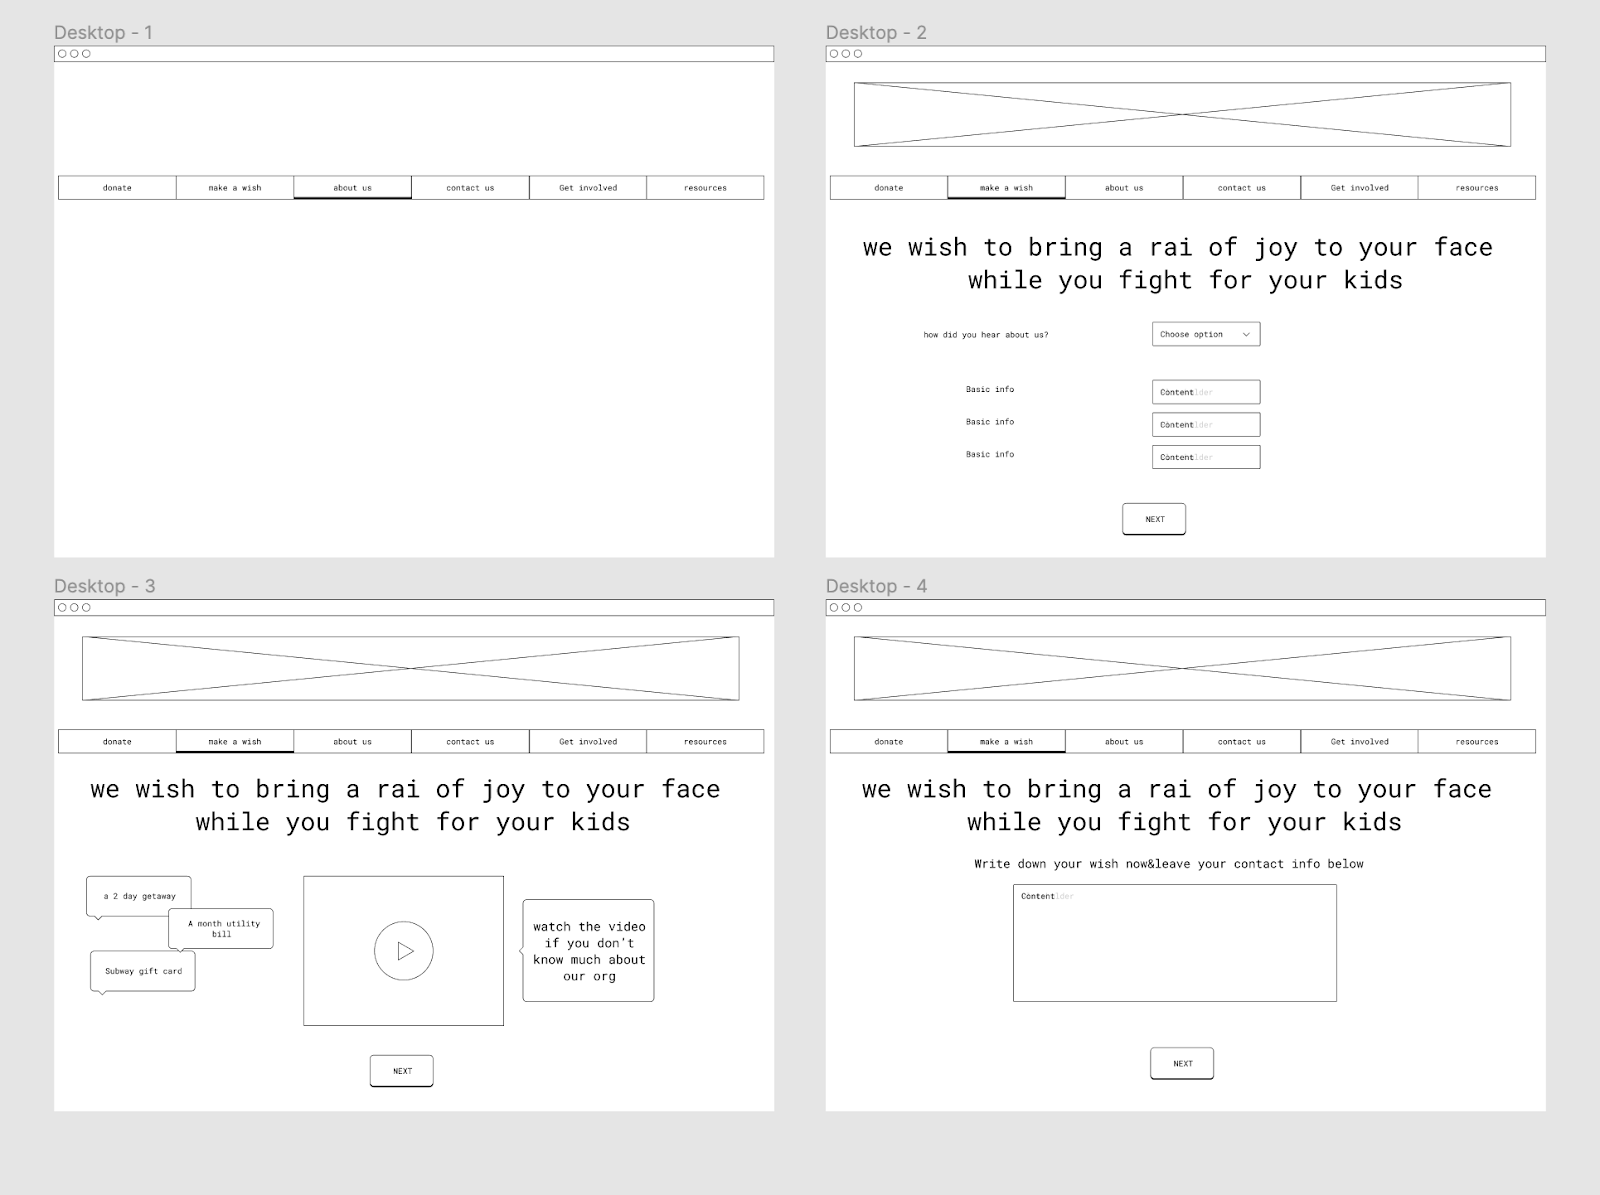 Desktop - 1
donate make a wish about us contact us Get involved resources
Desktop - 2
donate make a wish about us contact us Get involved resources
we wish to bring a rai of joy to your face
while you fight for your kids
how did you hear about us? Choose option
Basic info Contentlder
Basic info Contentlder
Basic info Contentlder
NEXT
Desktop - 3
donate make a wish about us contact us Get involved resources
we wish to bring a rai of joy to your face
while you fight for your kids
a 2 day getaway
A month utility
bill
Subway gift card
watch the video
if you don't
know much about
our org
NEXT
Desktop - 4
donate make a wish about us contact us Get involved resources
we wish to bring a rai of joy to your face
while you fight for your kids
Write down your wish now&leave your contact info below
Contentlder
NEXT